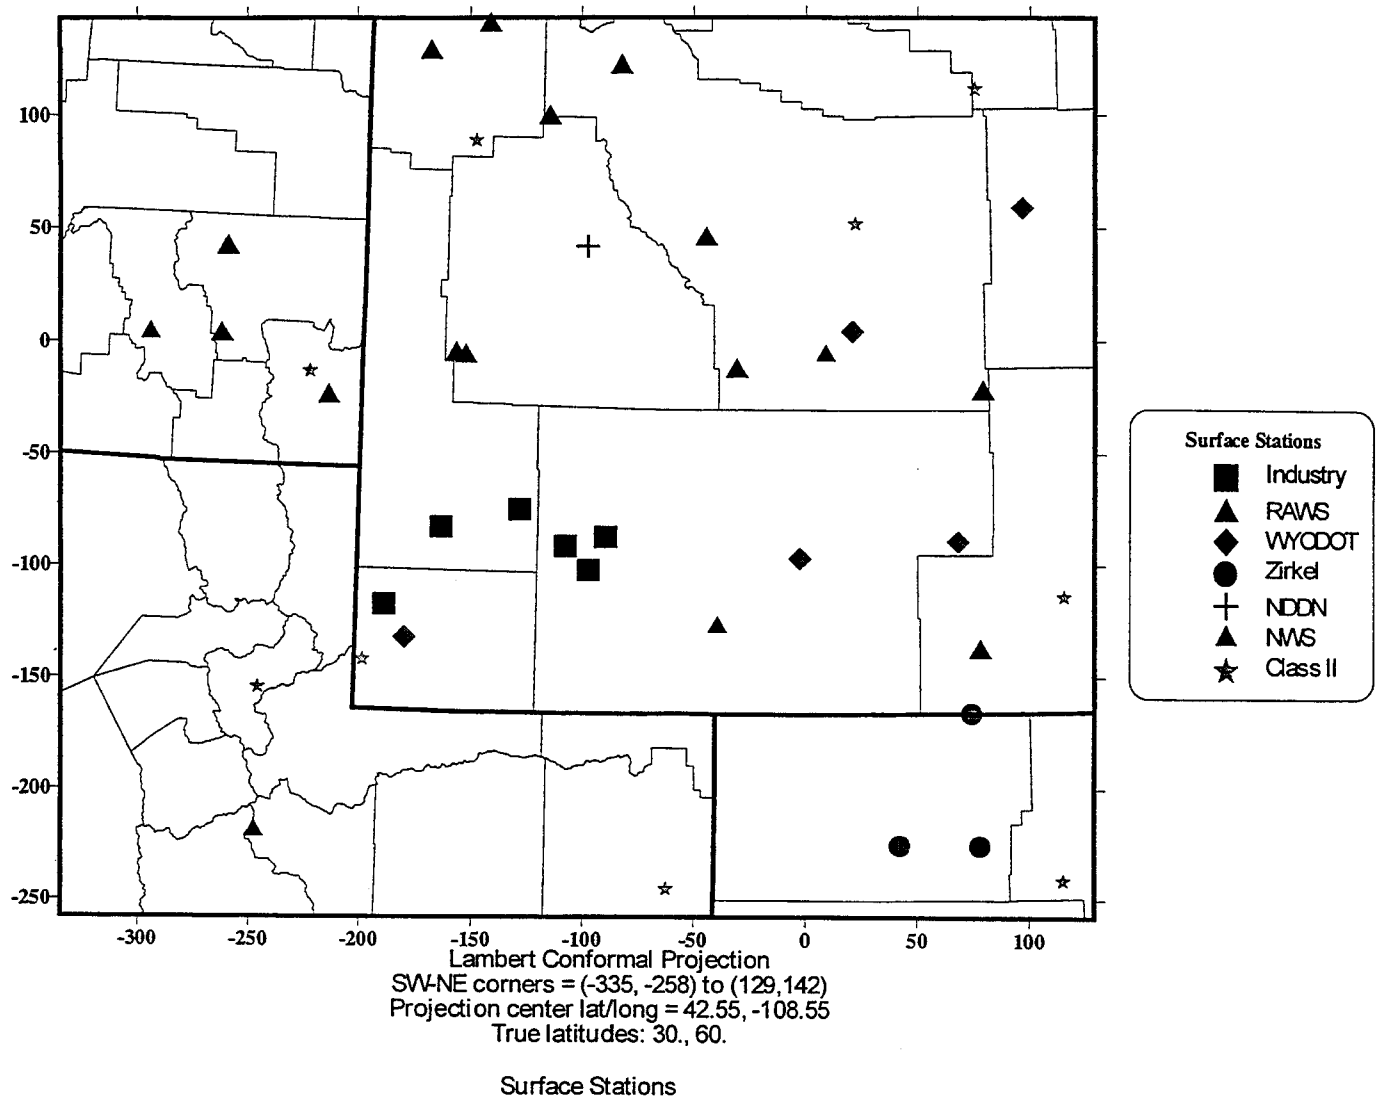 100
50
0
-50
-100
-150
-200
-250
-300
-250
-200
-150
-100
-50
0
50
100
Lambert Conformal Projection
SW-NE corners = (-335, -258) to (129,142)
Projection center lat/long = 42.55, -108.55
True latitudes: 30., 60.
Surface Stations
Surface Stations
Industry
RAWS
WYODOT
Zirkel
NDDN
NWS
Class II